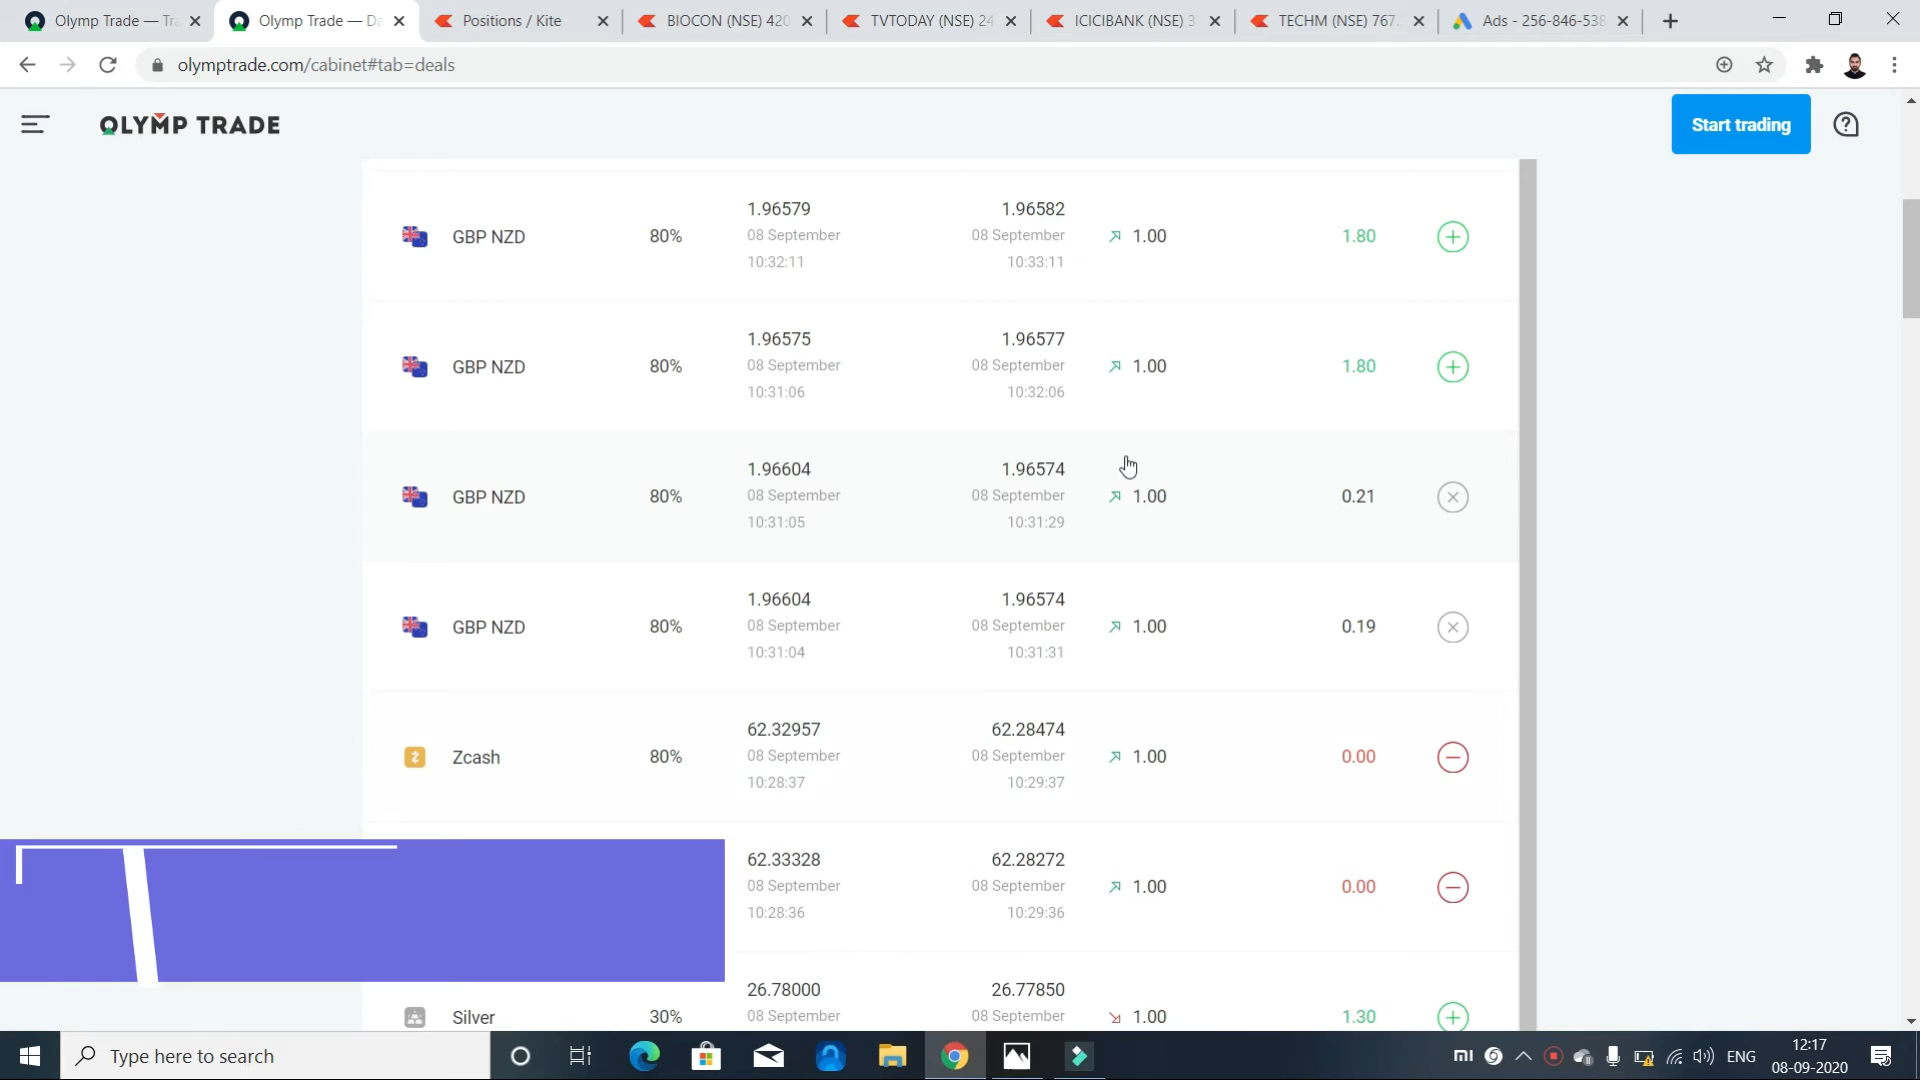 Olymp Trade — Tr
Olymp Trade — D
Positions / Kite
BIOCON (NSE) 420
TVTODAY (NSE) 24
ICICIBANK (NSE) 3
TECHM (NSE) 767.
Ads - 256-846-538
olymptrade.com/cabinet#tab=deals
OLYMP TRADE
Start trading
GBP NZD 80% 1.96579 1.96582 1.00 1.80
08 September 08 September
10:32:11 10:33:11
GBP NZD 80% 1.96575 1.96577 1.00 1.80
08 September 08 September
10:31:06 10:32:06
GBP NZD 80% 1.96604 1.96574 1.00 0.21
08 September 08 September
10:31:05 10:31:29
GBP NZD 80% 1.96604 1.96574 1.00 0.19
08 September 08 September
10:31:04 10:31:31
Zcash 80% 62.32957 62.28474 1.00 0.00
08 September 08 September
10:28:37 10:29:37
62.33328 62.28272 1.00 0.00
08 September 08 September
10:28:36 10:29:36
Silver 30% 26.78000 26.77850 1.00 1.30
08 September 08 September
Type here to search
ENG
12:17
08-09-2020